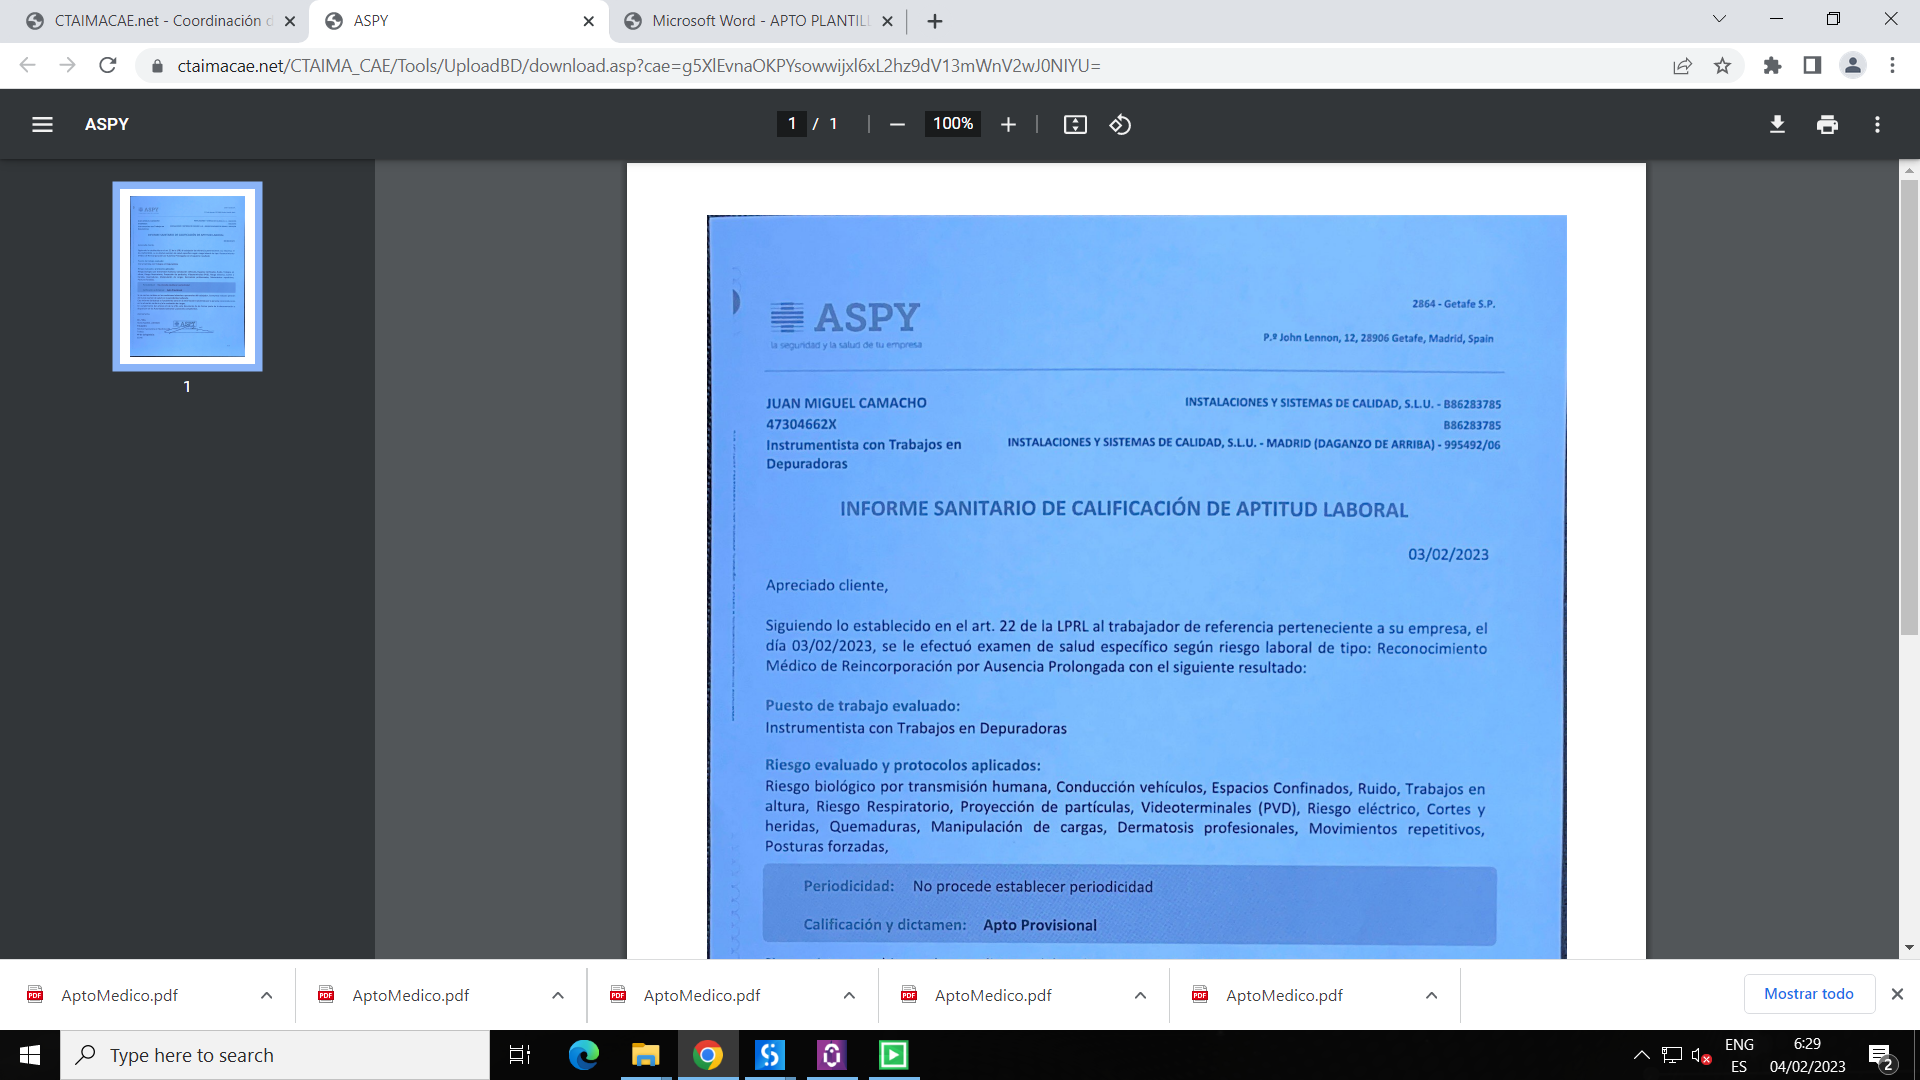 CTAIMACAE.net - Coordinación d
ASPY
Microsoft Word - APTO PLANTILL
ctaimacae.net/CTAIMA_CAE/Tools/UploadBD/download.asp?cae=g5XlEvnaOKPYsowwijxl6xL2hz9dV13mWnV2wJ0NIYU=
ASPY
1 / 1
100%
1
ASPY
la seguridad y la salud de tu empresa
2864 - Getafe S.P.
P.º John Lennon, 12, 28906 Getafe, Madrid, Spain
JUAN MIGUEL CAMACHO
47304662X
Instrumentista con Trabajos en
Depuradoras
INSTALACIONES Y SISTEMAS DE CALIDAD, S.L.U. - B86283785
B86283785
INSTALACIONES Y SISTEMAS DE CALIDAD, S.L.U. - MADRID (DAGANZO DE ARRIBA) - 995492/06
INFORME SANITARIO DE CALIFICACIÓN DE APTITUD LABORAL
03/02/2023
Apreciado cliente,
Siguiendo lo establecido en el art. 22 de la LPRL al trabajador de referencia perteneciente a su empresa, el
día 03/02/2023, se le efectuó examen de salud específico según riesgo laboral de tipo: Reconocimiento
Médico de Reincorporación por Ausencia Prolongada con el siguiente resultado:
Puesto de trabajo evaluado:
Instrumentista con Trabajos en Depuradoras
Riesgo evaluado y protocolos aplicados:
Riesgo biológico por transmisión humana, Conducción vehículos, Espacios Confinados, Ruido, Trabajos en
altura, Riesgo Respiratorio, Proyección de partículas, Videoterminales (PVD), Riesgo eléctrico, Cortes y
heridas, Quemaduras, Manipulación de cargas, Dermatosis profesionales, Movimientos repetitivos,
Posturas forzadas,
Periodicidad: No procede establecer periodicidad
Calificación y dictamen: Apto Provisional
AptoMedico.pdf
AptoMedico.pdf
AptoMedico.pdf
AptoMedico.pdf
AptoMedico.pdf
Mostrar todo
Type here to search
ENG
ES
6:29
04/02/2023
2